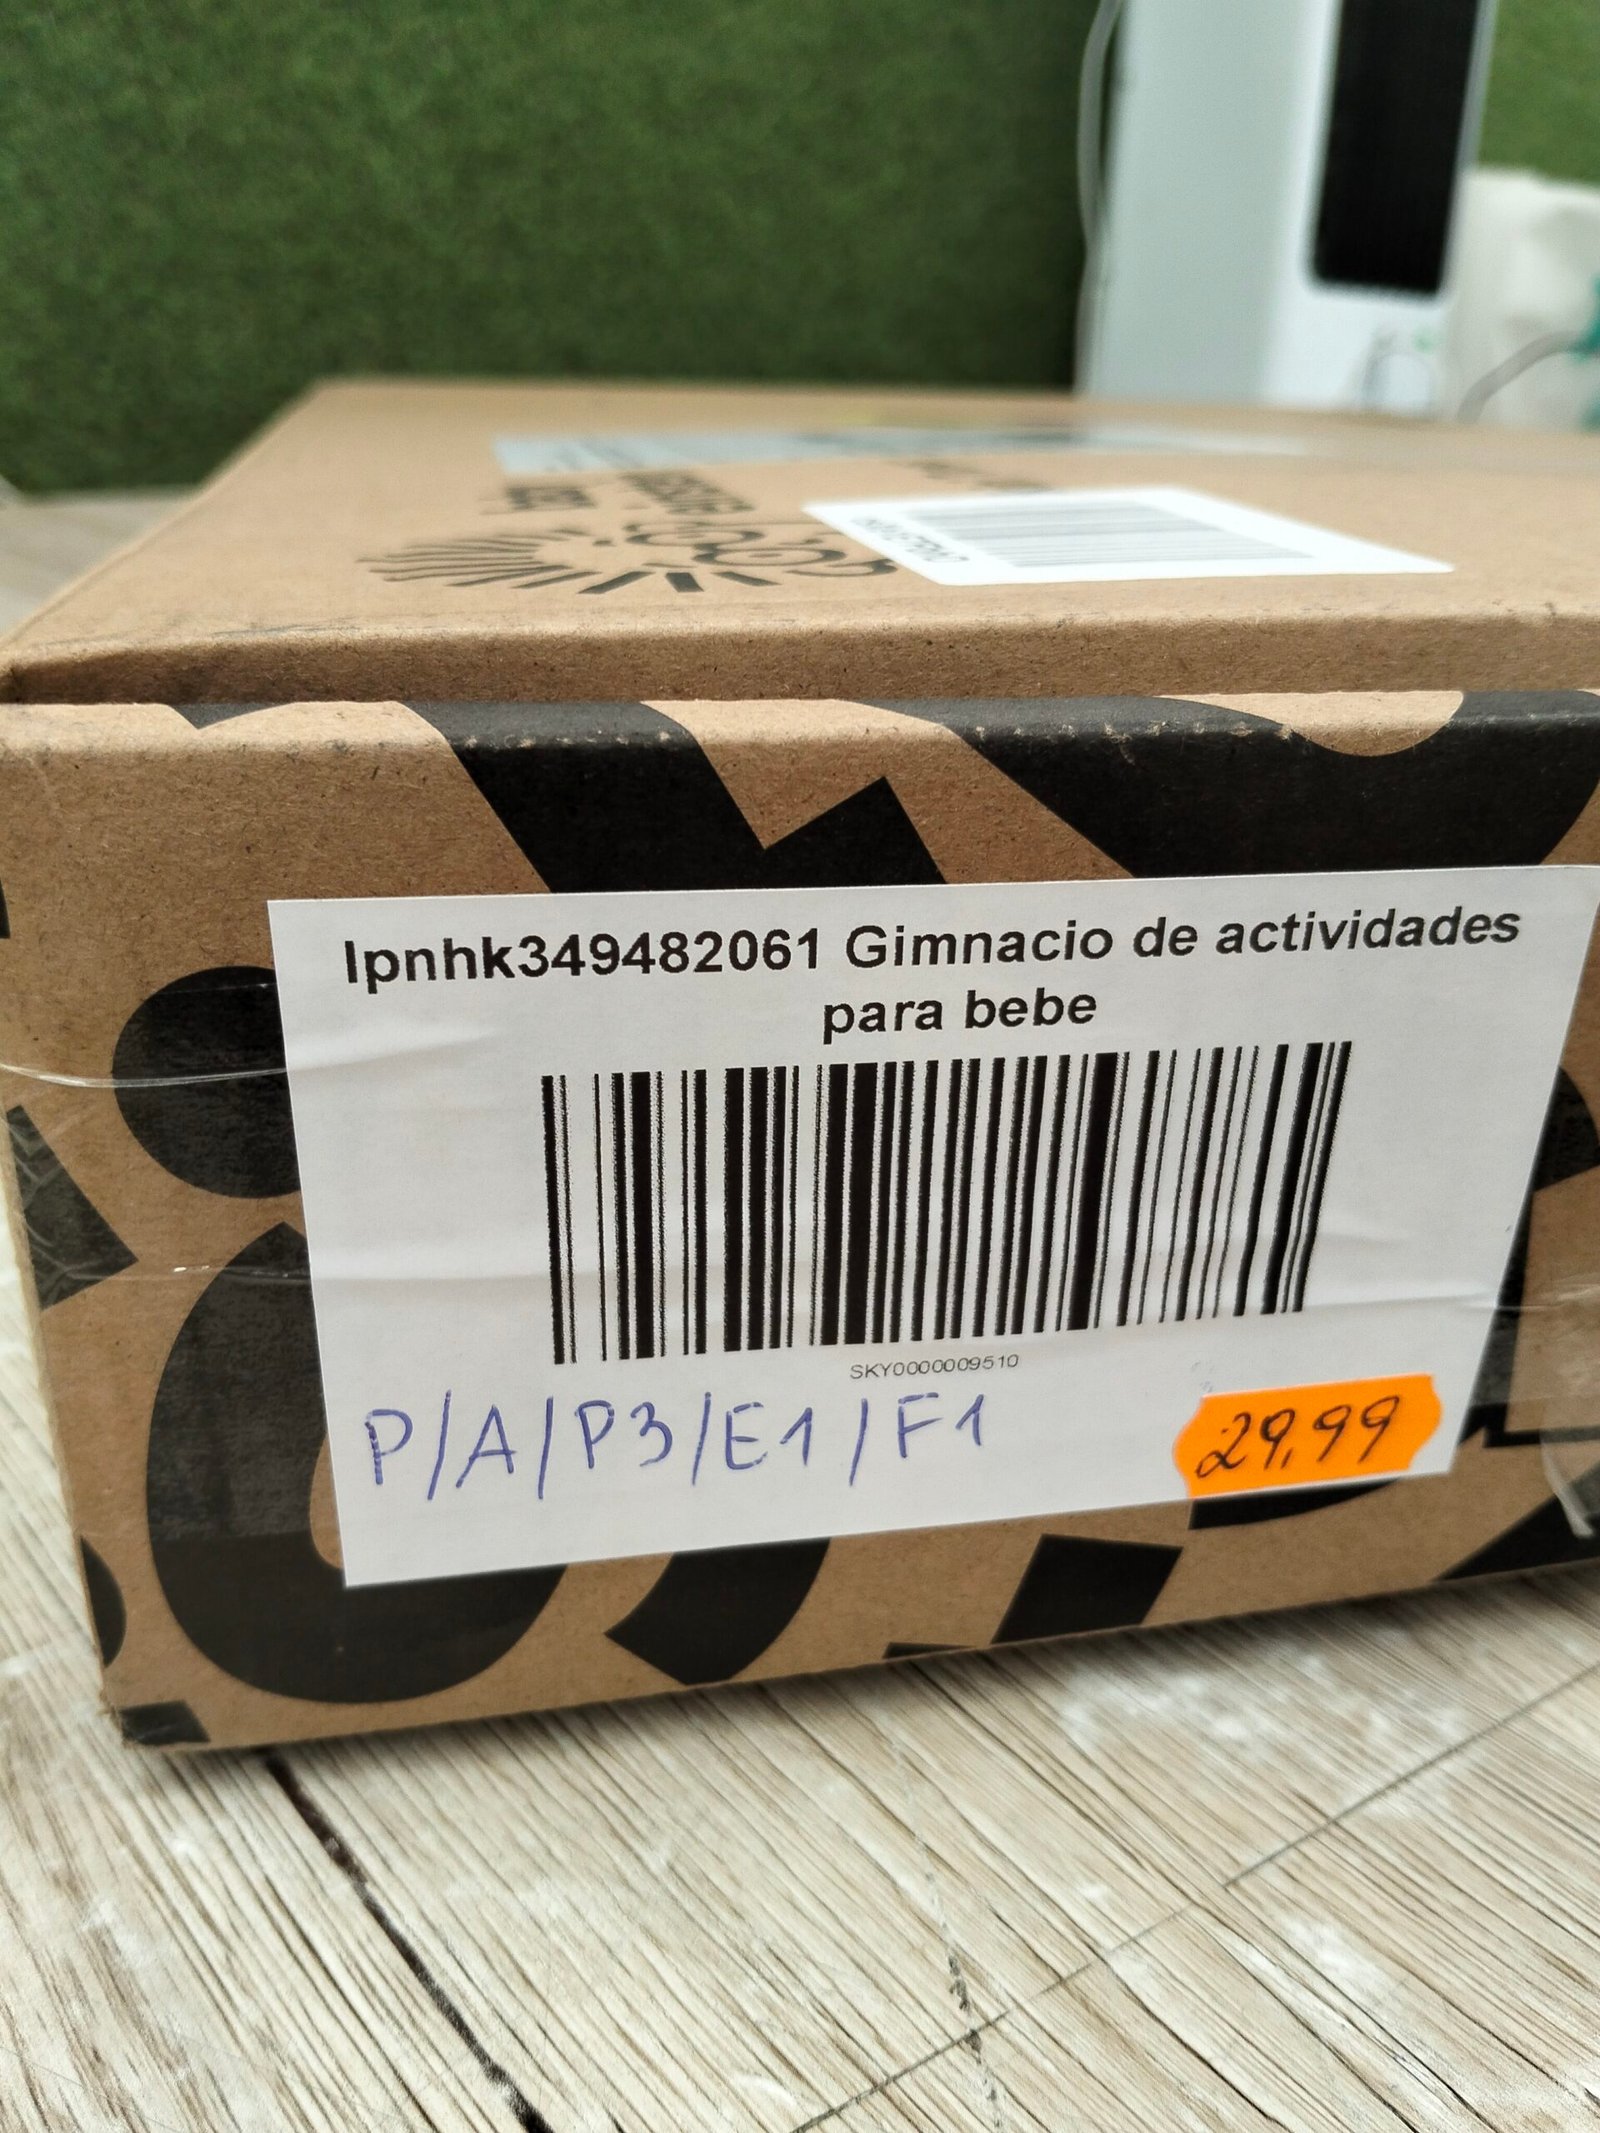 lpnhk349482061 Gimnacio de actividades
para bebe
SKY0000009510
P/A/P3/E1/F1
29,99